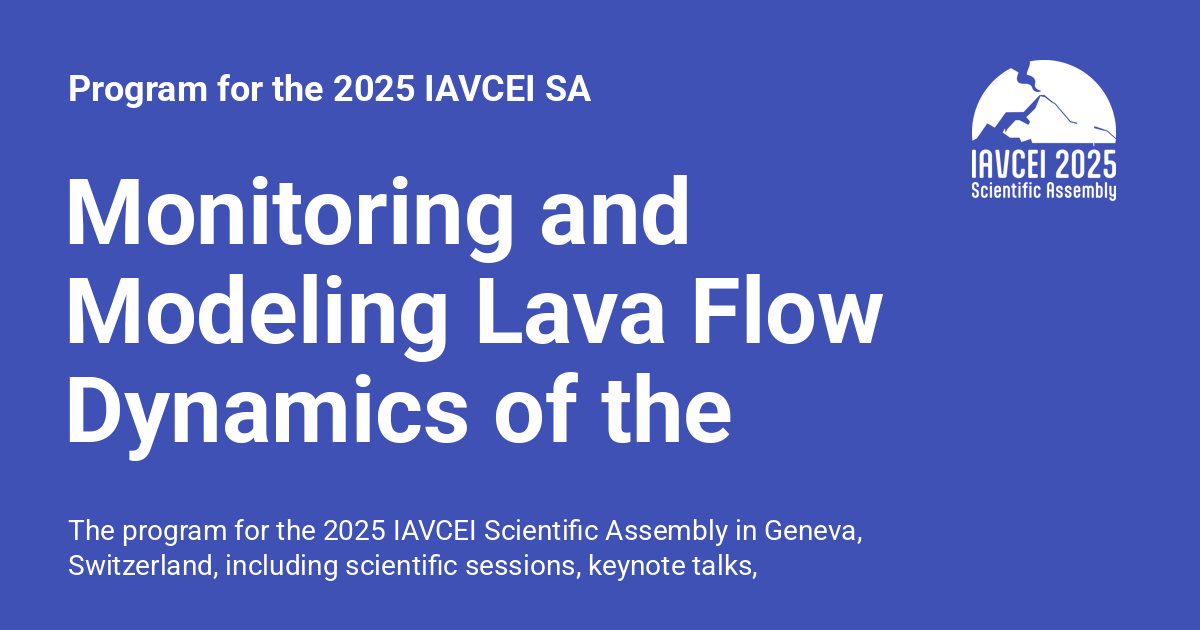 Program for the 2025 IAVCEI SA
IAVCEI 2025
Scientific Assembly
Monitoring and
Modeling Lava Flow
Dynamics of the
The program for the 2025 IAVCEI Scientific Assembly in Geneva,
Switzerland, including scientific sessions, keynote talks,